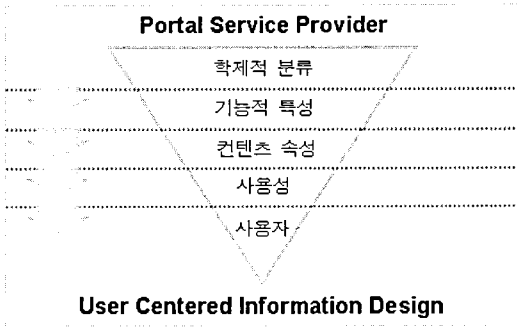 Portal Service Provider
학제적 분류
기능적 특성
컨텐츠 속성
사용성
사용자
User Centered Information Design